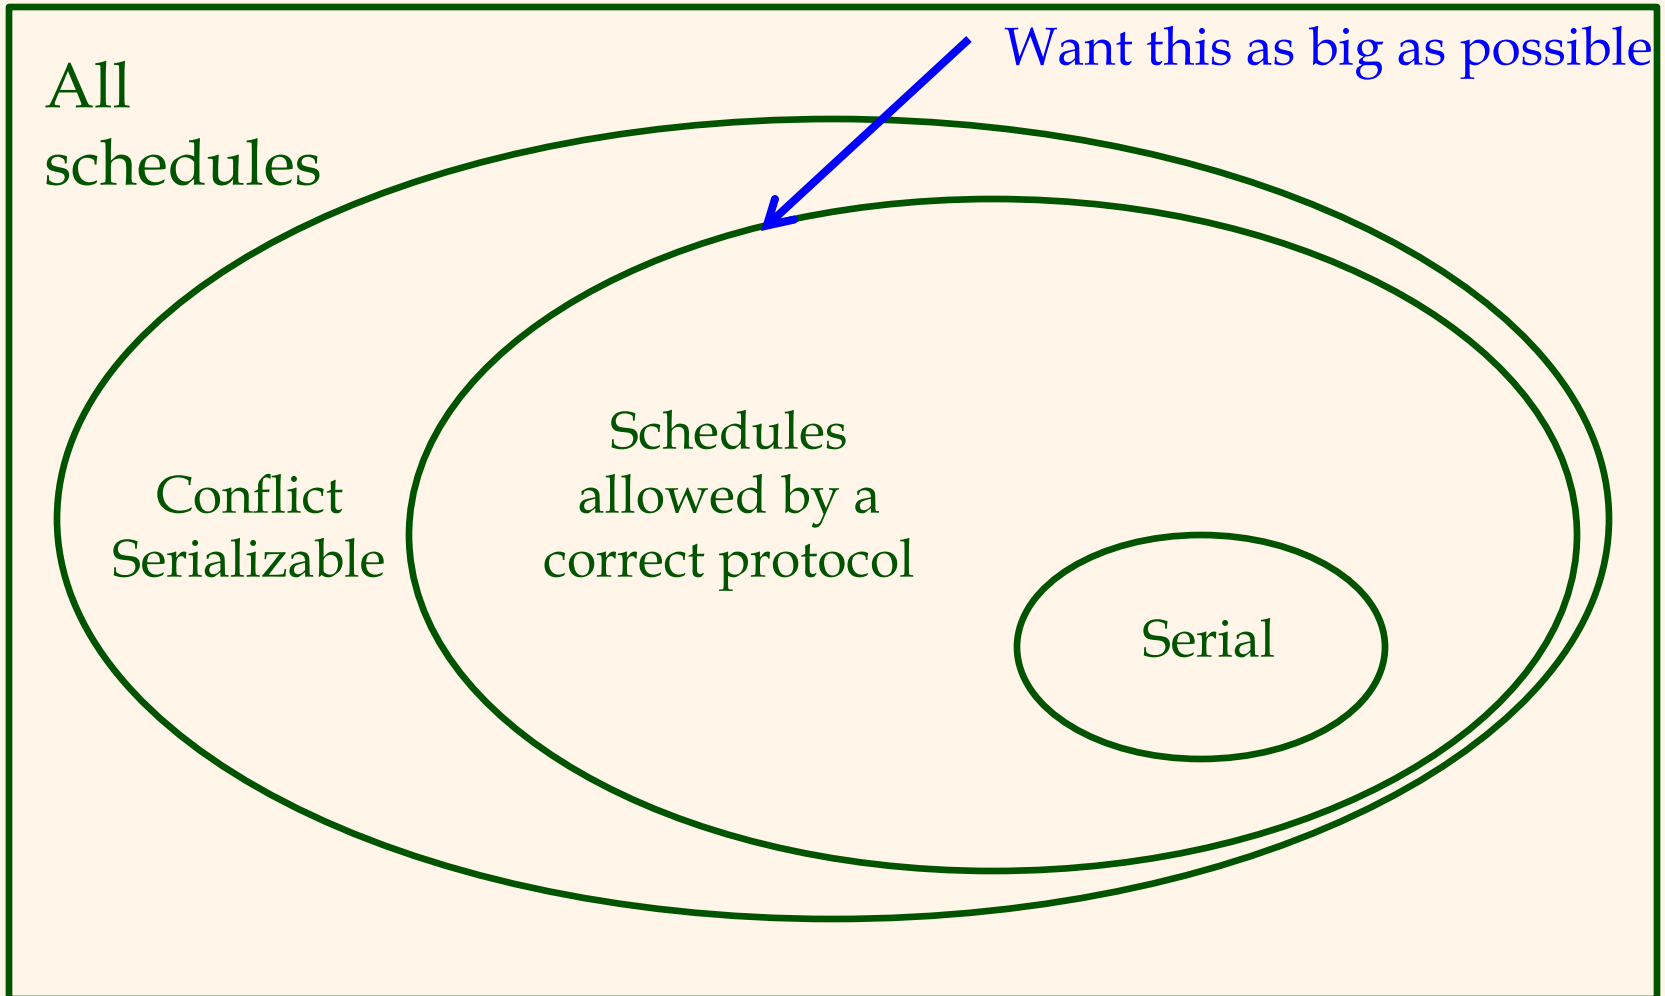 Want this as big as possible
All
schedules
Schedules
allowed by a
correct protocol
Conflict
Serializable
Serial